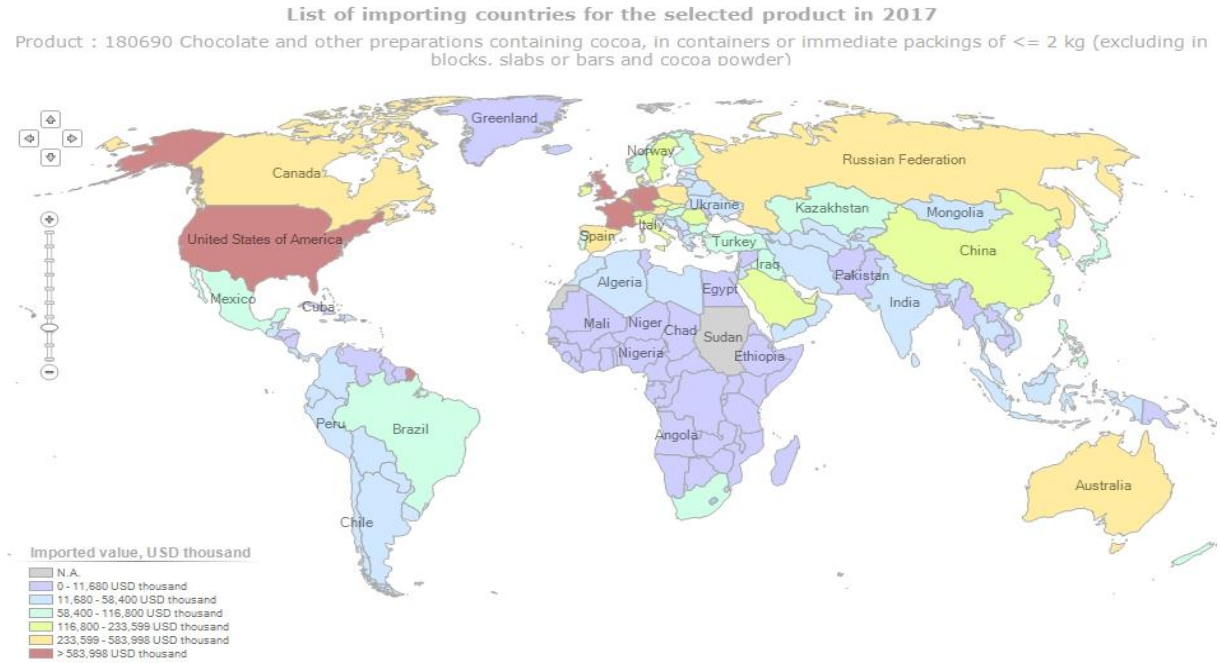 List of importing countries for the selected product in 2017
Product : 180690 Chocolate and other preparations containing cocoa, in containers or immediate packings of <= 2 kg (excluding in
blocks, slabs or bars and cocoa powder)
Greenland
Norway
Canada
Russian Federation
Ukraine
Kazakhstan
Mongolia
United States of America
Spain
Italy
Turkey
China
Iraq
Pakistan
Mexico
Cuba
Algeria
Egypt
India
Mali
Niger
Chad
Sudan
Nigeria
Ethiopia
Peru
Brazil
Angola
Chile
Australia
Imported value, USD thousand
N.A.
0 - 11,680 USD thousand
11,680 - 58,400 USD thousand
58,400 - 116,800 USD thousand
116,800 - 233,599 USD thousand
233,599 - 583,998 USD thousand
> 583,998 USD thousand